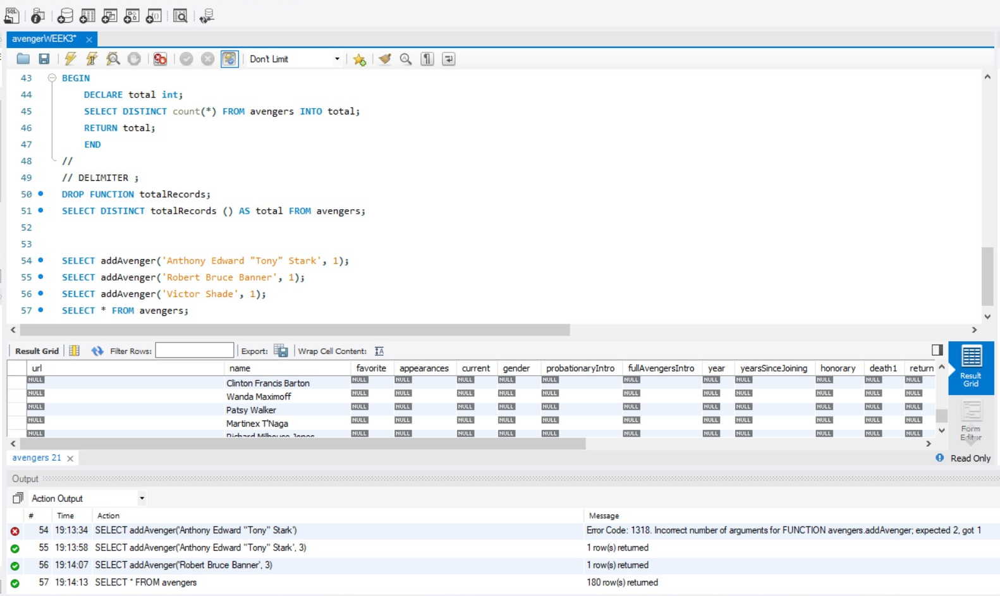 avengerWEEK3*
Don't Limit
43 BEGIN
44 DECLARE total int;
45 SELECT DISTINCT count(*) FROM avengers INTO total;
46 RETURN total;
47 END
48 //
49 // DELIMITER ;
50 DROP FUNCTION totalRecords;
51 SELECT DISTINCT totalRecords () AS total FROM avengers;
52
53
54 SELECT addAvenger('Anthony Edward "Tony" Stark', 1);
55 SELECT addAvenger('Robert Bruce Banner', 1);
56 SELECT addAvenger('Victor Shade', 1);
57 SELECT * FROM avengers;
Result Grid Filter Rows: Export: Wrap Cell Content:
url name favorite appearances current gender probationaryIntro fullAvengersIntro year yearsSinceJoining honorary death1 return
NULL Clinton Francis Barton NULL NULL NULL NULL NULL NULL NULL NULL NULL NULL NULL
NULL Wanda Maximoff NULL NULL NULL NULL NULL NULL NULL NULL NULL NULL NULL
NULL Patsy Walker NULL NULL NULL NULL NULL NULL NULL NULL NULL NULL NULL
NULL Martinex T'Naga NULL NULL NULL NULL NULL NULL NULL NULL NULL NULL NULL
NULL Richard Milhouse Jones NULL NULL NULL NULL NULL NULL NULL NULL NULL NULL NULL
Result
Grid
Form
Editor
avengers 21
Read Only
Output
Action Output
# Time Action Message
54 19:13:34 SELECT addAvenger('Anthony Edward "Tony" Stark') Error Code: 1318. Incorrect number of arguments for FUNCTION avengers.addAvenger; expected 2, got 1
55 19:13:58 SELECT addAvenger('Anthony Edward "Tony" Stark', 3) 1 row(s) returned
56 19:14:07 SELECT addAvenger('Robert Bruce Banner', 3) 1 row(s) returned
57 19:14:13 SELECT * FROM avengers 180 row(s) returned